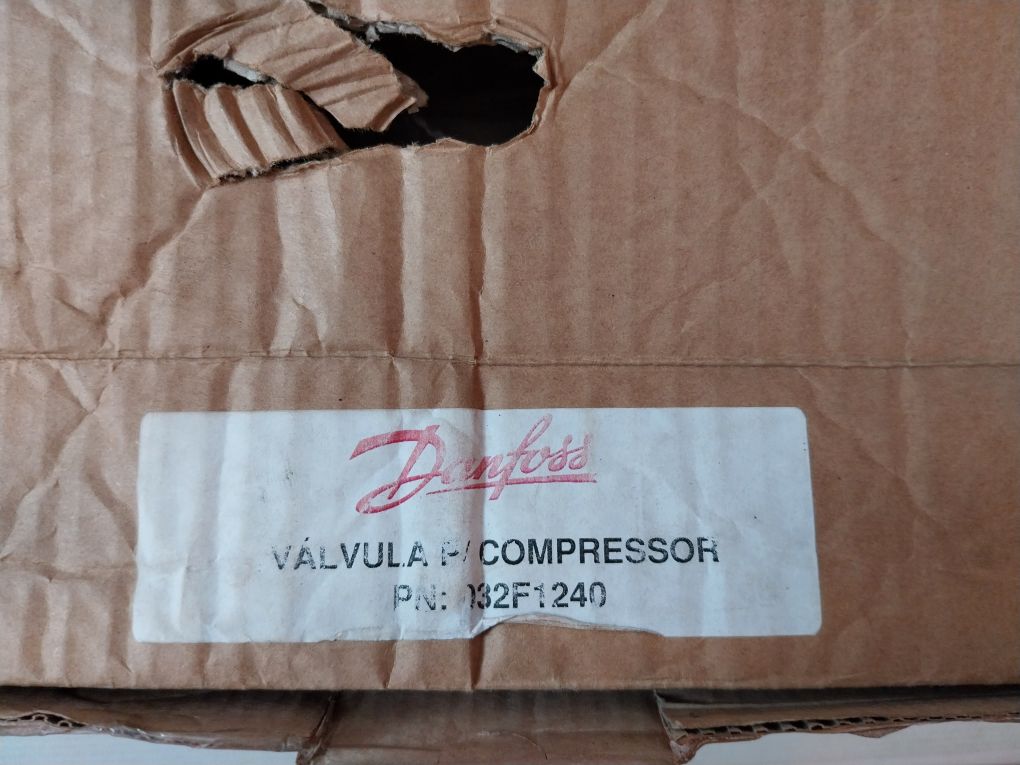 Danfoss
VÁLVULA P/ COMPRESSOR
PN: 032F1240